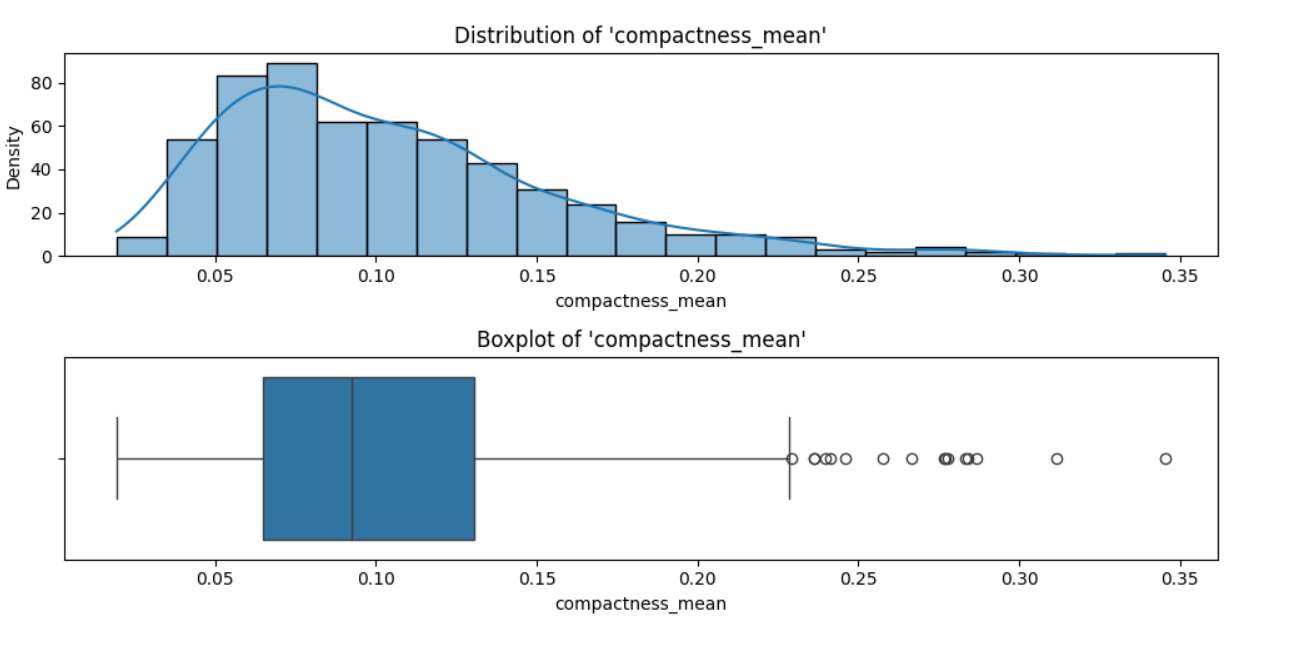 Distribution of 'compactness_mean'
Density
80
60
40
20
0
0.05 0.10 0.15 0.20 0.25 0.30 0.35
compactness_mean
Boxplot of 'compactness_mean'
0.05 0.10 0.15 0.20 0.25 0.30 0.35
compactness_mean